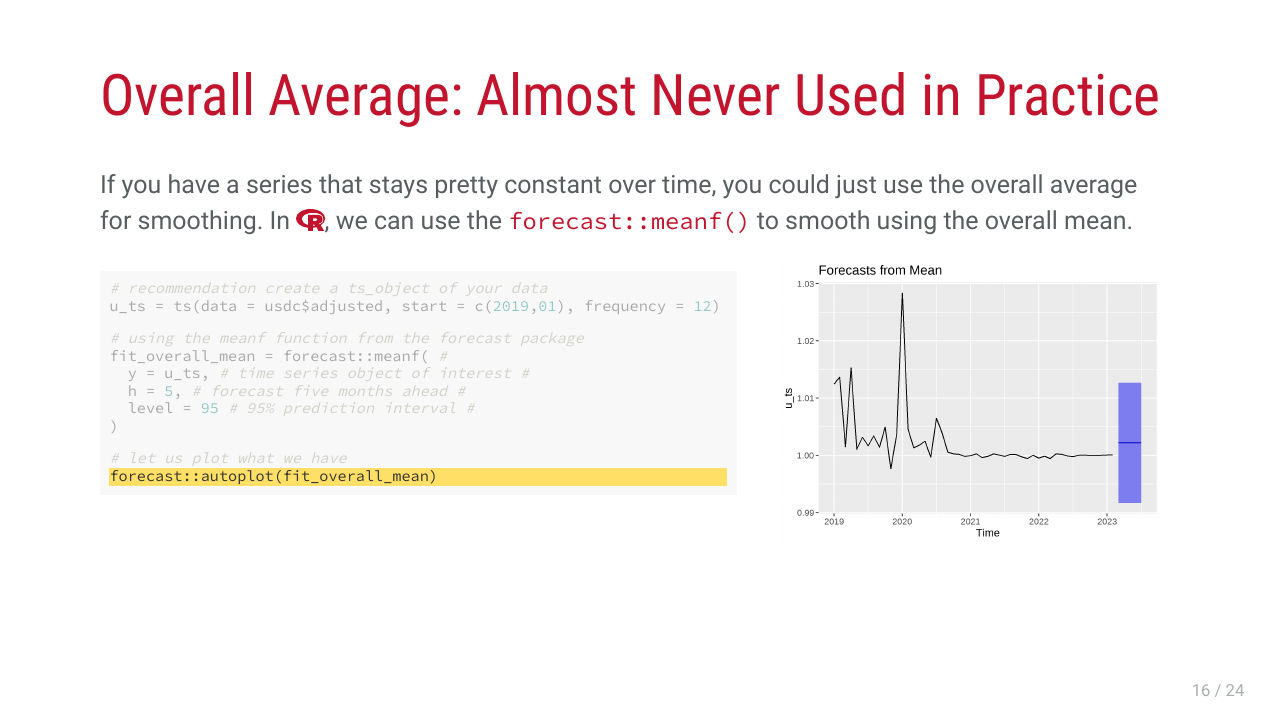 Overall Average: Almost Never Used in Practice
If you have a series that stays pretty constant over time, you could just use the overall average
for smoothing. In R, we can use the forecast::meanf() to smooth using the overall mean.
# recommendation create a ts_object of your data
u_ts = ts(data = usdc$adjusted, start = c(2019,01), frequency = 12)
# using the meanf function from the forecast package
fit_overall_mean = forecast::meanf( #
  y = u_ts, # time series object of interest #
  h = 5, # forecast five months ahead #
  level = 95 # 95% prediction interval #
)
# let us plot what we have
forecast::autoplot(fit_overall_mean)
Forecasts from Mean
1.03
1.02
1.01
1.00
0.99
u_ts
2019 2020 2021 2022 2023
Time
16 / 24